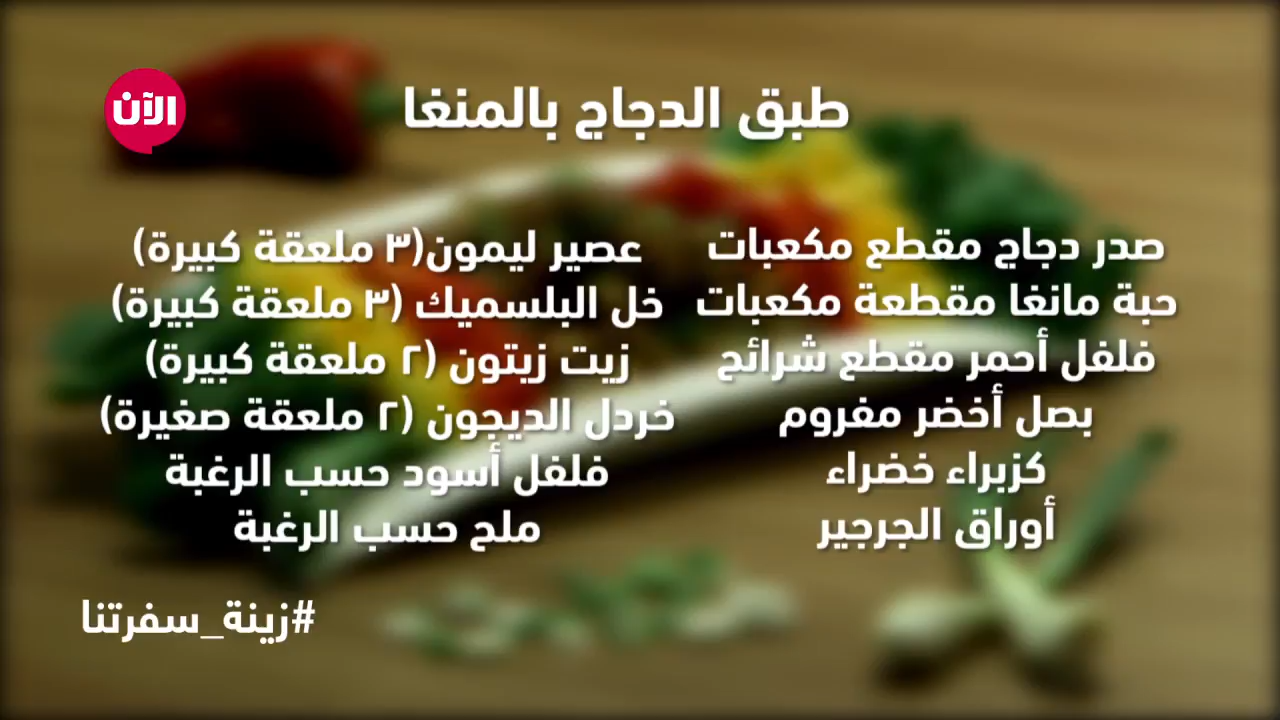 الآن
طبق الدجاج بالمنغا
صدر دجاج مقطع مكعبات
حبة مانغا مقطعة مكعبات
فلفل أحمر مقطع شرائح
بصل أخضر مفروم
كزبراء خضراء
أوراق الجرجير
عصير ليمون(٣ ملعقة كبيرة)
خل البلسميك (٣ ملعقة كبيرة)
زيت زيتون (٢ ملعقة كبيرة)
خردل الديجون (٢ ملعقة صغيرة)
فلفل أسود حسب الرغبة
ملح حسب الرغبة
#زينة_سفرتنا